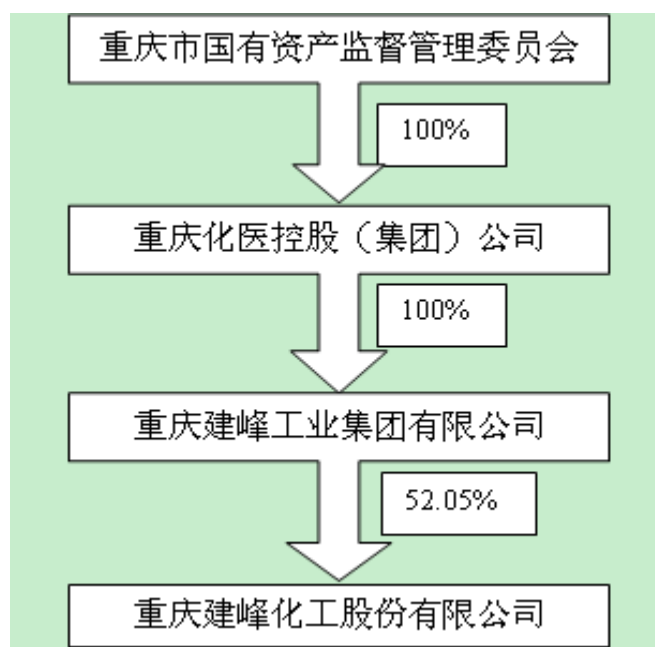 重庆市国有资产监督管理委员会
100%
重庆化医控股（集团）公司
100%
重庆建峰工业集团有限公司
52.05%
重庆建峰化工股份有限公司